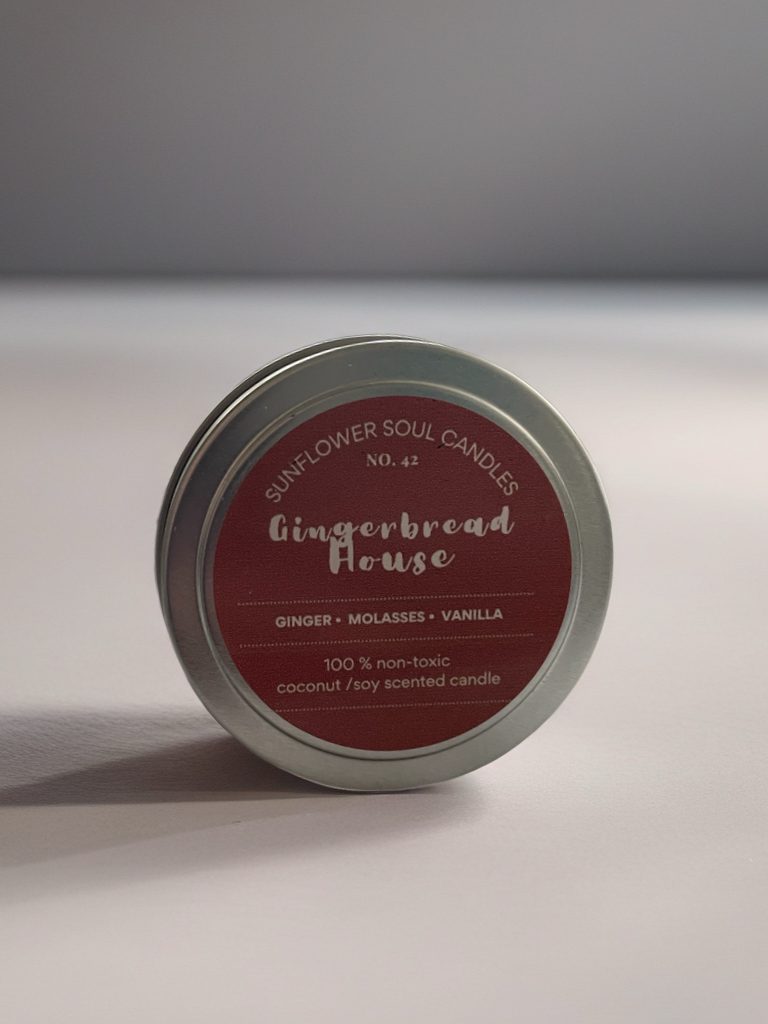 SUNFLOWER SOUL CANDLES
NO. 42
Gingerbread
House
GINGER • MOLASSES • VANILLA
100 % non-toxic
coconut /soy scented candle